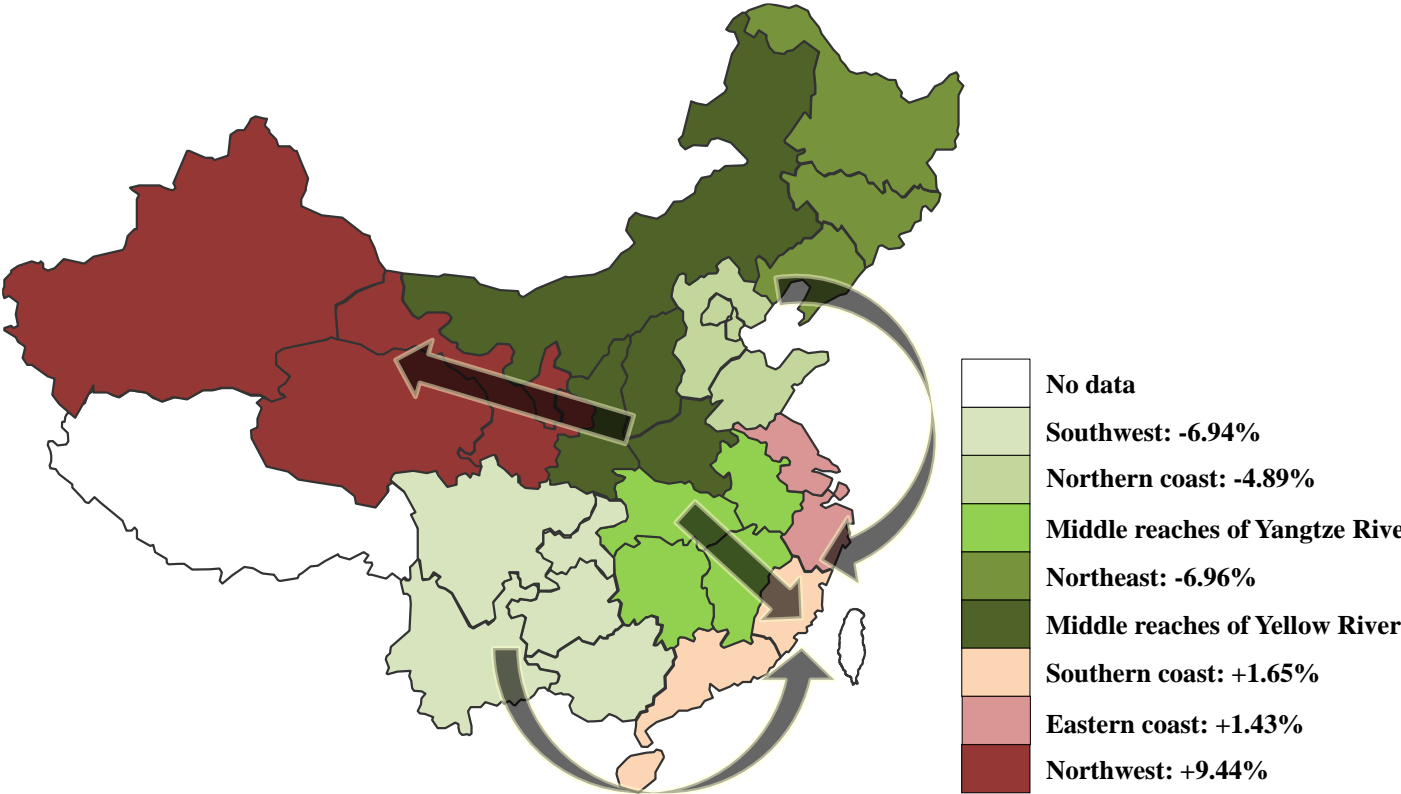 No data
Southwest: -6.94%
Northern coast: -4.89%
Middle reaches of Yangtze Rive
Northeast: -6.96%
Middle reaches of Yellow River
Southern coast: +1.65%
Eastern coast: +1.43%
Northwest: +9.44%